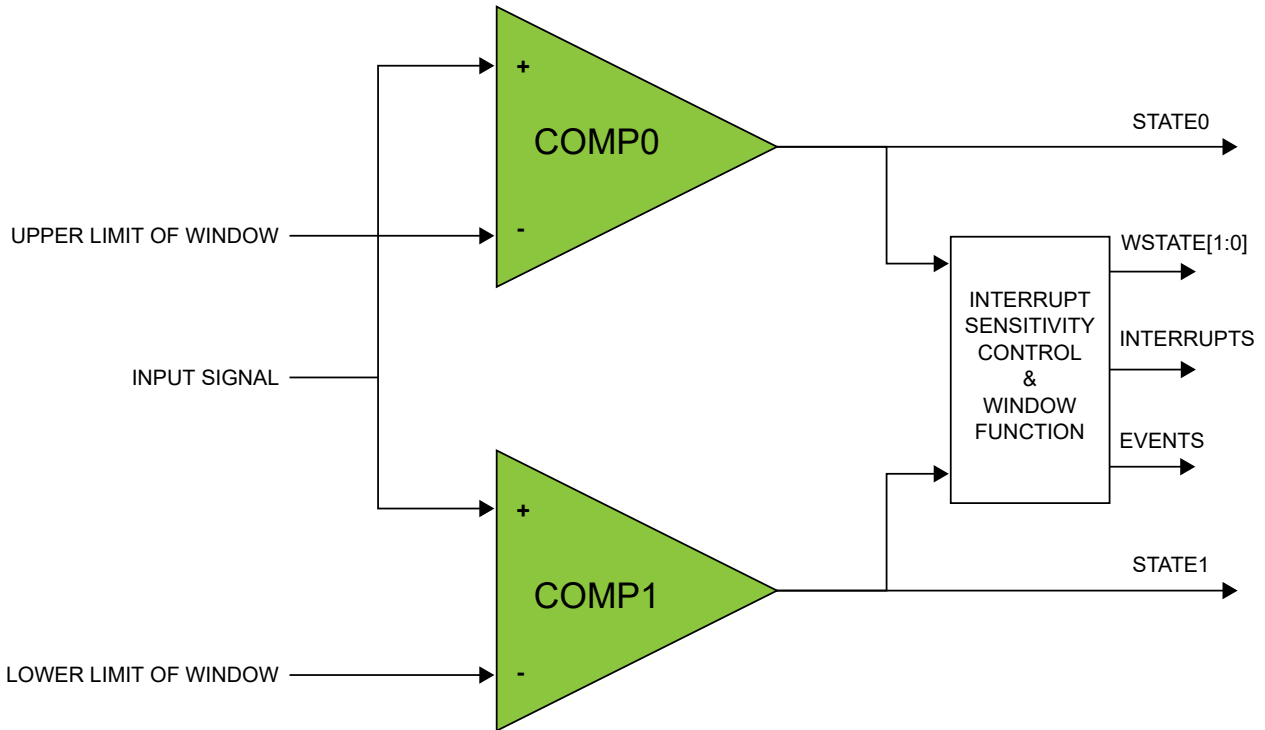 +
COMP0
-
STATE0
UPPER LIMIT OF WINDOW
WSTATE[1:0]
INTERRUPT
SENSITIVITY
CONTROL
&
WINDOW
FUNCTION
INTERRUPTS
EVENTS
INPUT SIGNAL
+
COMP1
-
STATE1
LOWER LIMIT OF WINDOW